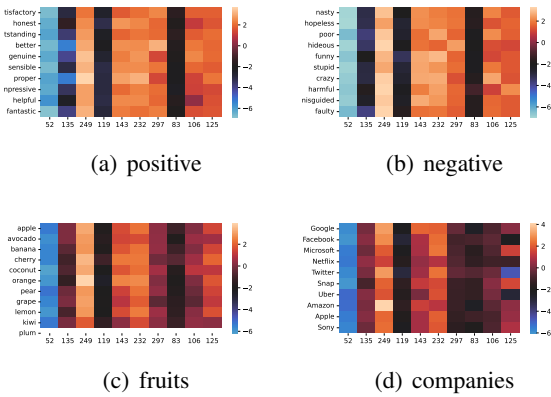 tisfactory
honest
tstanding
better
genuine
sensible
proper
npressive
helpful
fantastic
52 135 249 119 143 232 297 83 106 125
2
0
−2
−4
−6
(a) positive
nasty
hopeless
poor
hideous
funny
stupid
crazy
harmful
nisguided
faulty
52 135 249 119 143 232 297 83 106 125
2
0
−2
−4
−6
(b) negative
apple
avocado
banana
cherry
coconut
orange
pear
grape
lemon
kiwi
plum
52 135 249 119 143 232 297 83 106 125
2
0
−2
−4
−6
(c) fruits
Google
Facebook
Microsoft
Netflix
Twitter
Snap
Uber
Amazon
Apple
Sony
52 135 249 119 143 232 297 83 106 125
4
2
0
−2
−4
−6
(d) companies